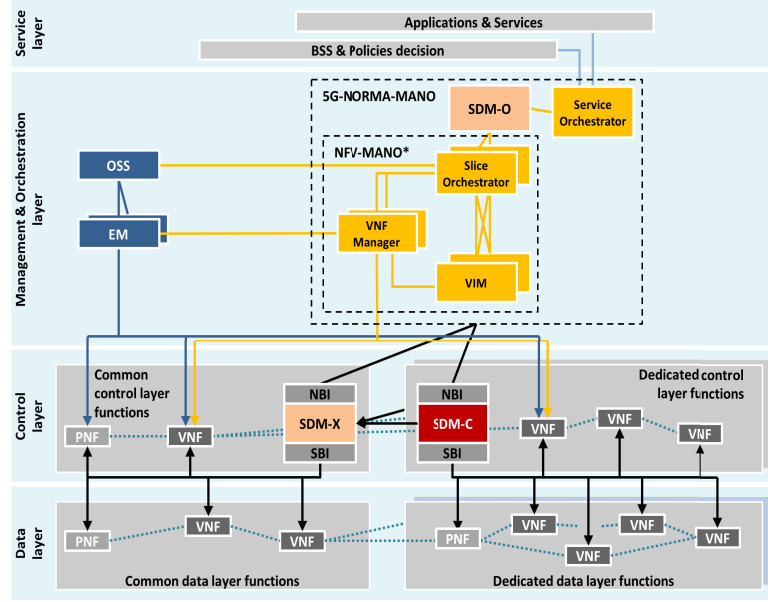 Service
layer
Applications & Services
BSS & Policies decision
Management & Orchestration
layer
5G-NORMA-MANO
SDM-O
Service
Orchestrator
NFV-MANO*
OSS
Slice
Orchestrator
EM
VNF
Manager
VIM
Control
layer
Common
control layer
functions
Dedicated control
layer functions
NBI
NBI
SDM-X
SDM-C
SBI
SBI
PNF
VNF
VNF
VNF
VNF
Data
layer
PNF
VNF
VNF
PNF
VNF
VNF
VNF
VNF
Common data layer functions
Dedicated data layer functions